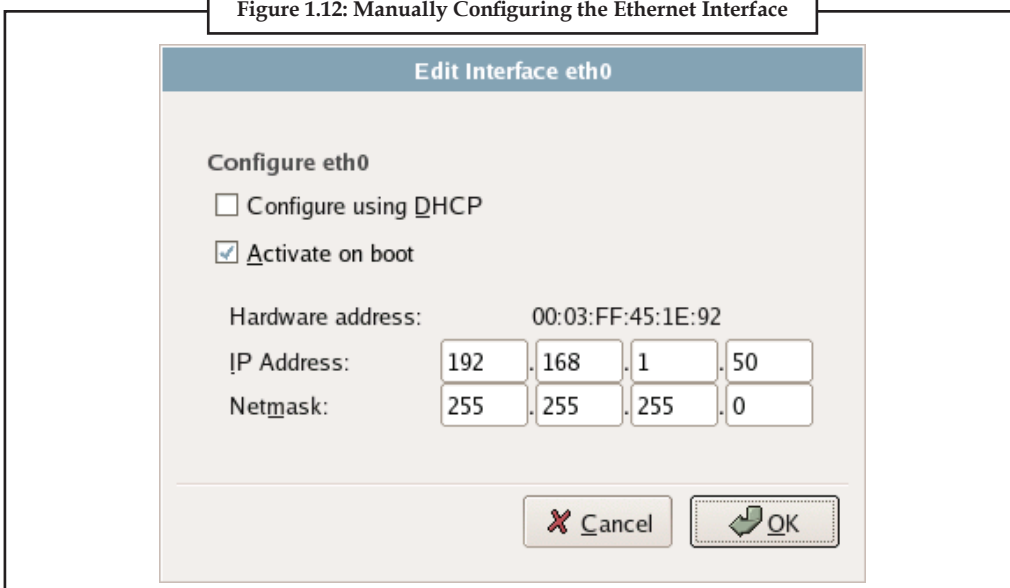 Figure 1.12: Manually Configuring the Ethernet Interface
Edit Interface eth0
Configure eth0
Configure using DHCP
Activate on boot
Hardware address: 00:03:FF:45:1E:92
IP Address: 192 . 168 . 1 . 50
Netmask: 255 . 255 . 255 . 0
Cancel OK